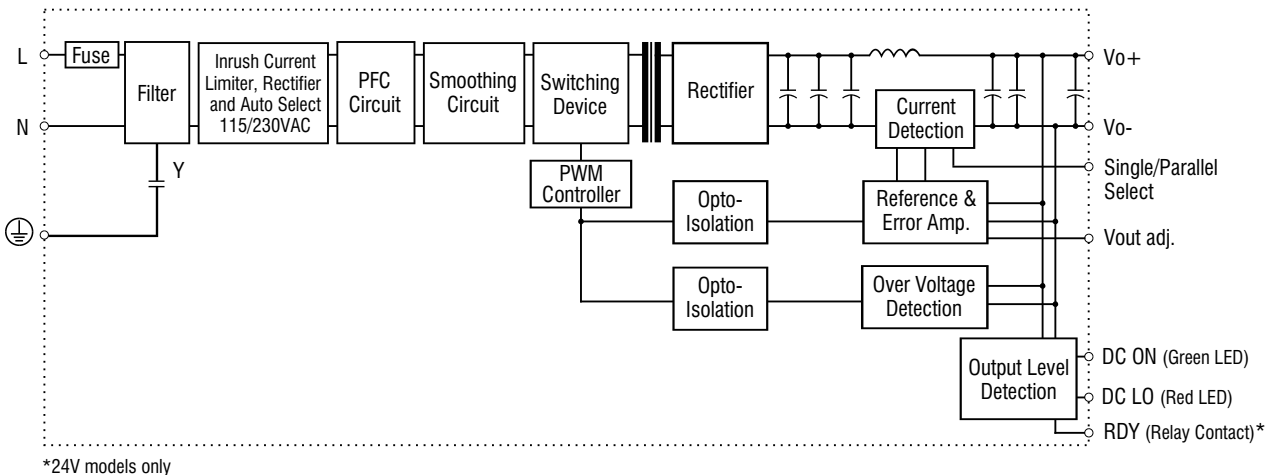 L
Fuse
Filter
Inrush Current
Limiter, Rectifier
and Auto Select
115/230VAC
PFC
Circuit
Smoothing
Circuit
Switching
Device
Rectifier
Current
Detection
Vo+
N
Vo-
Y
PWM
Controller
Opto-
Isolation
Reference &
Error Amp.
Single/Parallel
Select
Vout adj.
Opto-
Isolation
Over Voltage
Detection
Output Level
Detection
DC ON (Green LED)
DC LO (Red LED)
RDY (Relay Contact)*
*24V models only